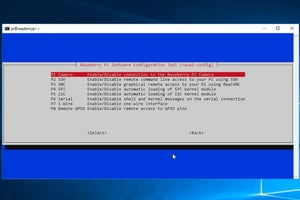 pi@raspberrypi: ~
Raspberry Pi Software Configuration Tool (raspi-config)
P1 Camera Enable/Disable connection to the Raspberry Pi Camera
P2 SSH Enable/Disable remote command line access to your Pi using SSH
P3 VNC Enable/Disable graphical remote access to your Pi using RealVNC
P4 SPI Enable/Disable automatic loading of SPI kernel module
P5 I2C Enable/Disable automatic loading of I2C kernel module
P6 Serial Enable/Disable shell and kernel messages on the serial connection
P7 1-Wire Enable/Disable one-wire interface
P8 Remote GPIO Enable/Disable remote access to GPIO pins
<Select> <Back>